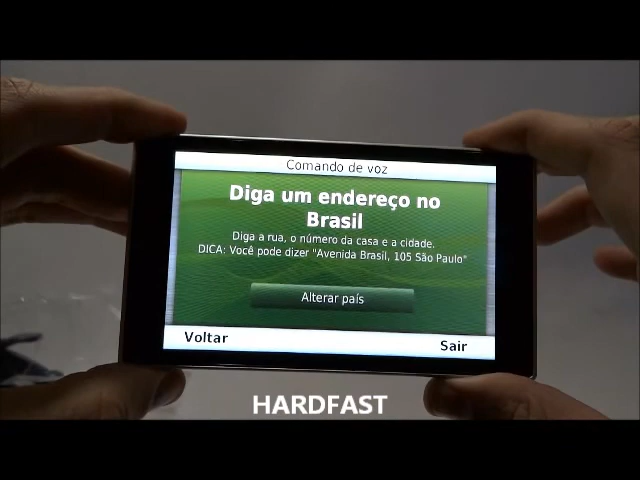 Comando de voz
Diga um endereço no
Brasil
Diga a rua, o número da casa e a cidade.
DICA: Você pode dizer "Avenida Brasil, 105 São Paulo"
Alterar país
Voltar
Sair
HARDFAST